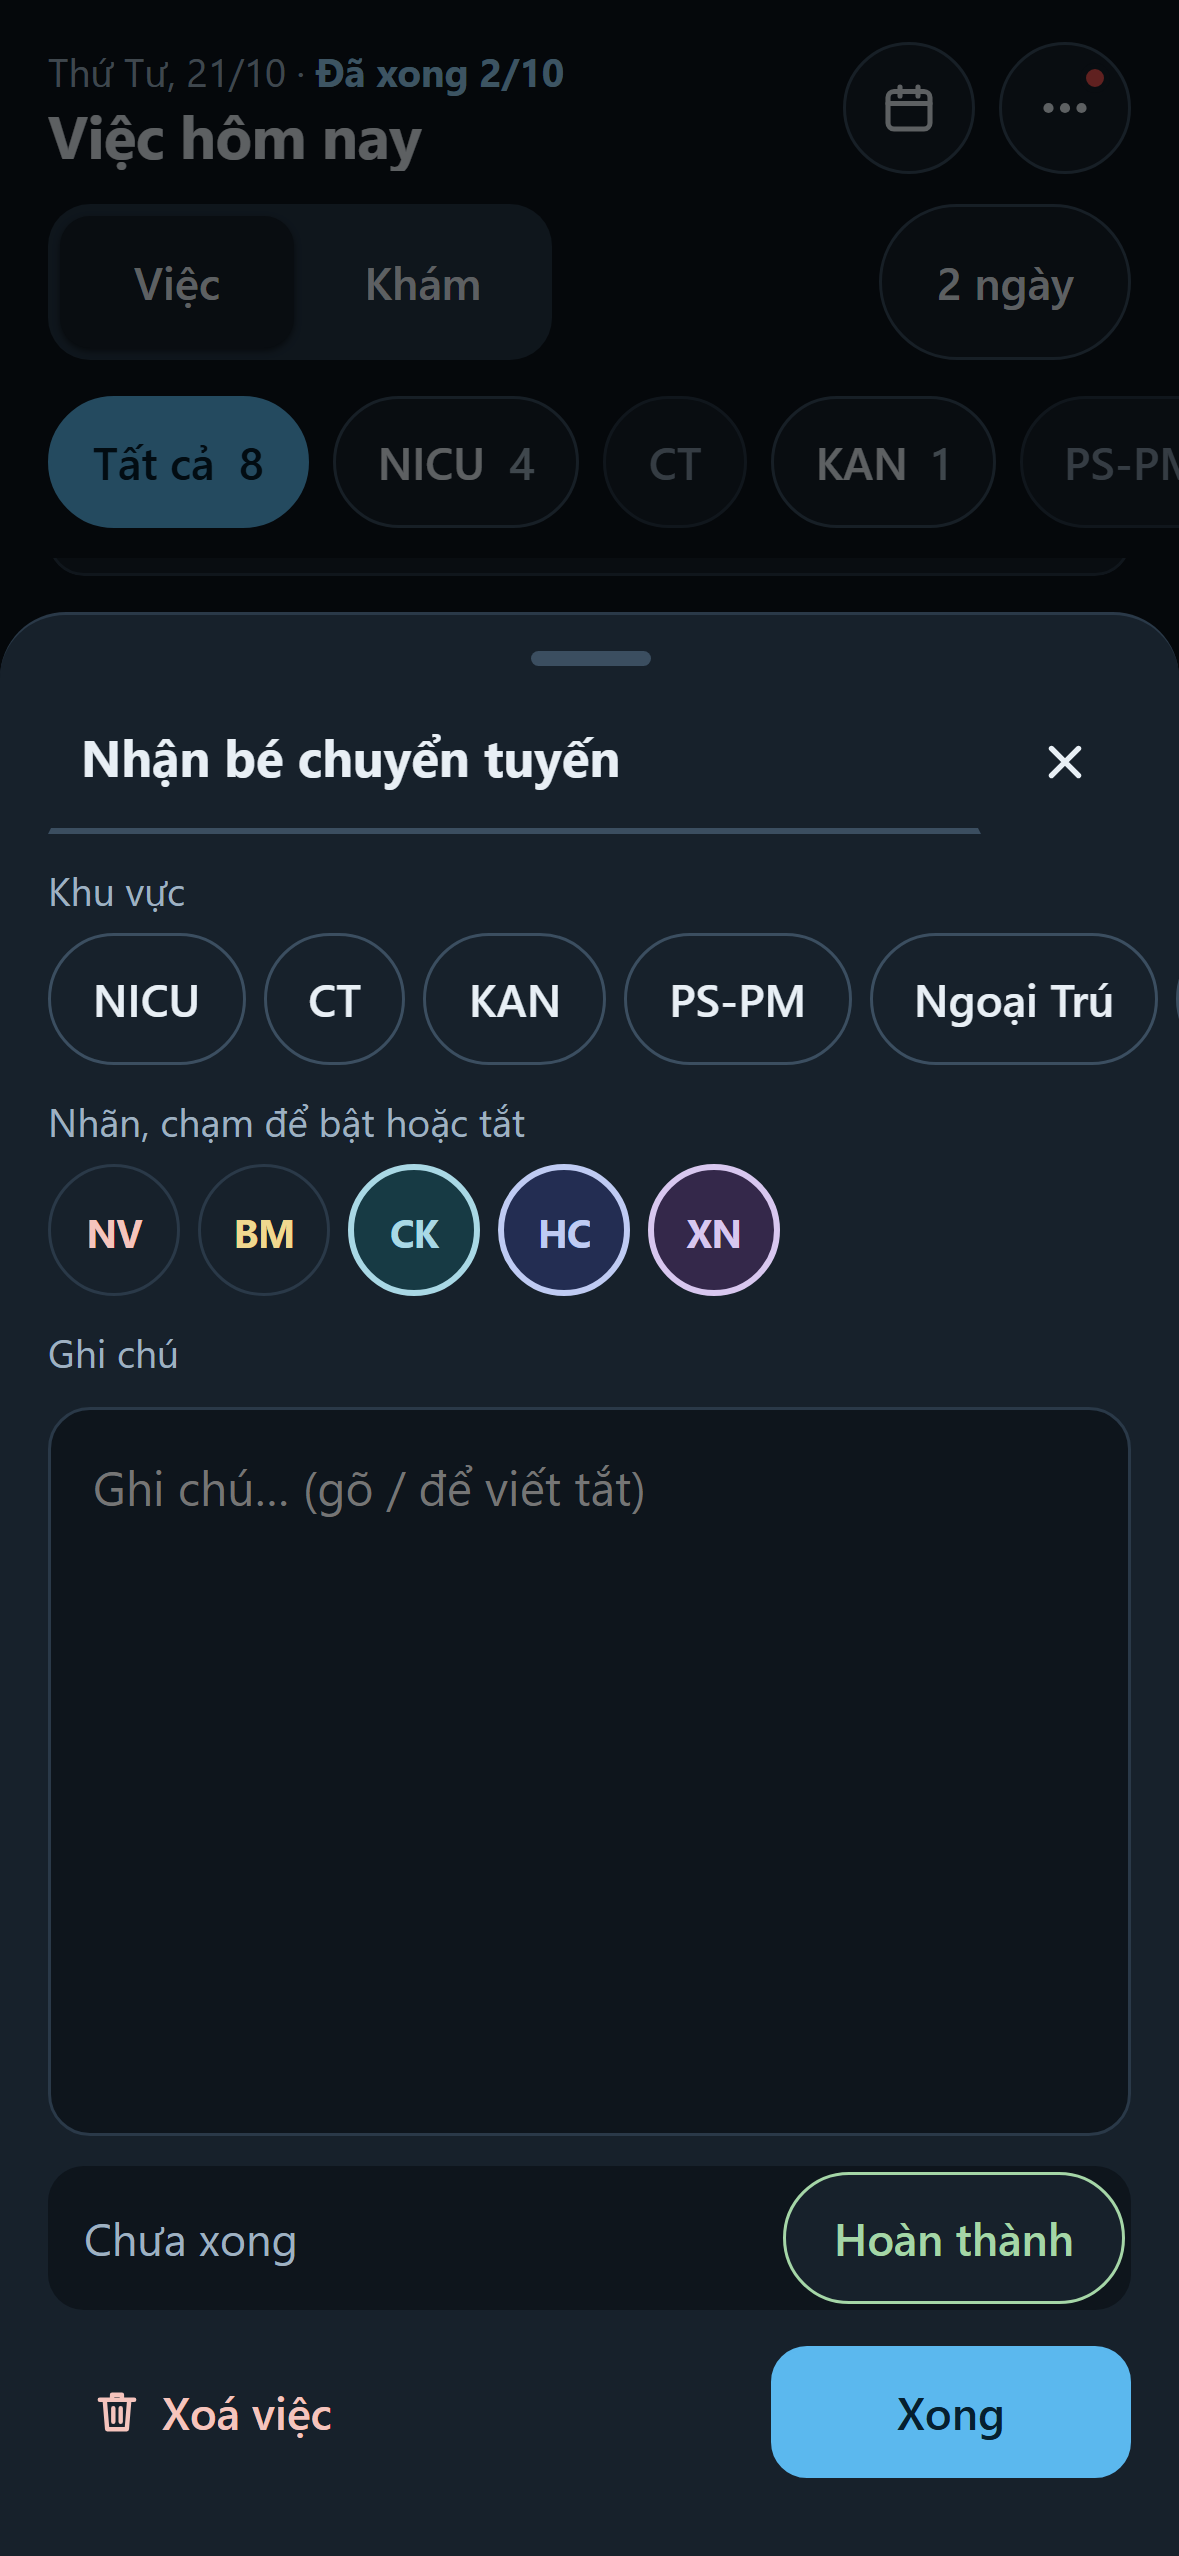 Thứ Tư, 21/10 · Đã xong 2/10
Việc hôm nay
Việc Khám 2 ngày
Tất cả 8 NICU 4 CT KAN 1 PS-PM
Nhận bé chuyển tuyến
Khu vực
NICU CT KAN PS-PM Ngoại Trú
Nhãn, chạm để bật hoặc tắt
NV BM CK HC XN
Ghi chú
Ghi chú... (gõ / để viết tắt)
Chưa xong Hoàn thành
Xoá việc Xong